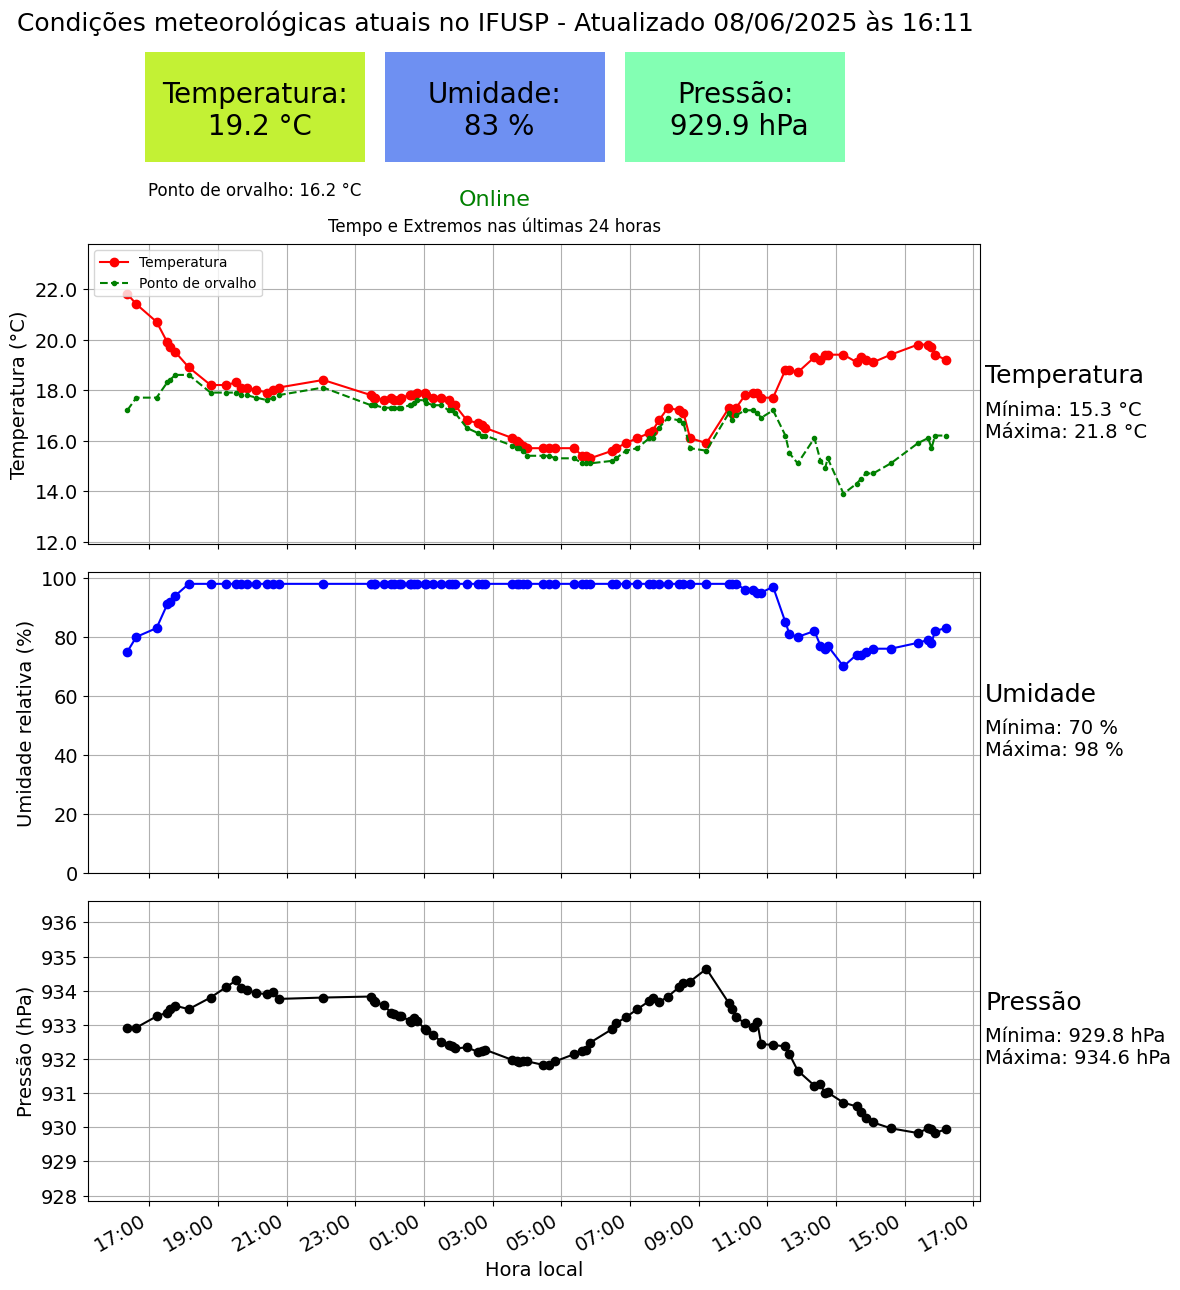 Condições meteorológicas atuais no IFUSP - Atualizado 08/06/2025 às 16:11
Temperatura:
19.2 °C
Umidade:
83 %
Pressão:
929.9 hPa
Ponto de orvalho: 16.2 °C
Online
Tempo e Extremos nas últimas 24 horas
Temperatura
Ponto de orvalho
Temperatura (°C)
22.0
20.0
18.0
16.0
14.0
12.0
Temperatura
Mínima: 15.3 °C
Máxima: 21.8 °C
Umidade relativa (%)
100
80
60
40
20
0
Umidade
Mínima: 70 %
Máxima: 98 %
Pressão (hPa)
936
935
934
933
932
931
930
929
928
Pressão
Mínima: 929.8 hPa
Máxima: 934.6 hPa
17:00
19:00
21:00
23:00
01:00
03:00
05:00
07:00
09:00
11:00
13:00
15:00
17:00
Hora local